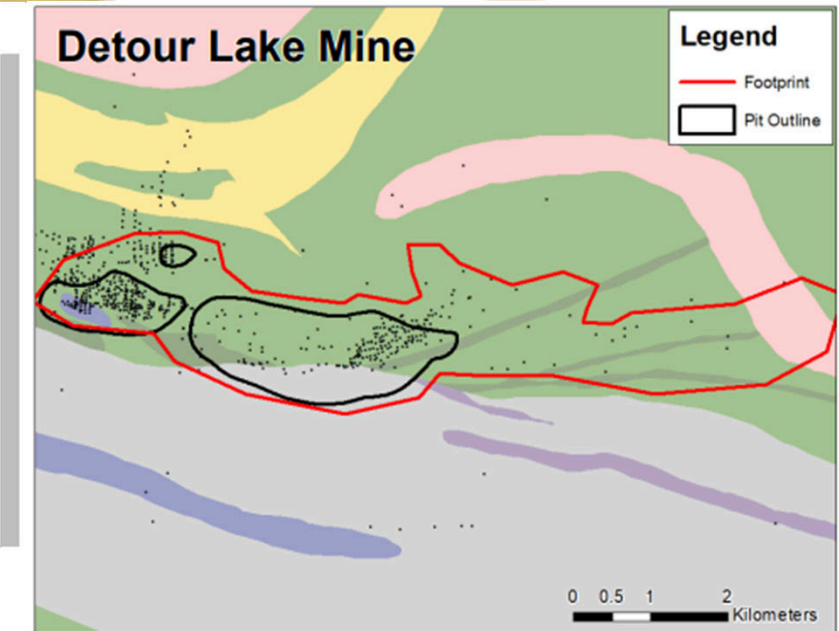 Detour Lake Mine
Legend
Footprint
Pit Outline
0 0.5 1 2
Kilometers